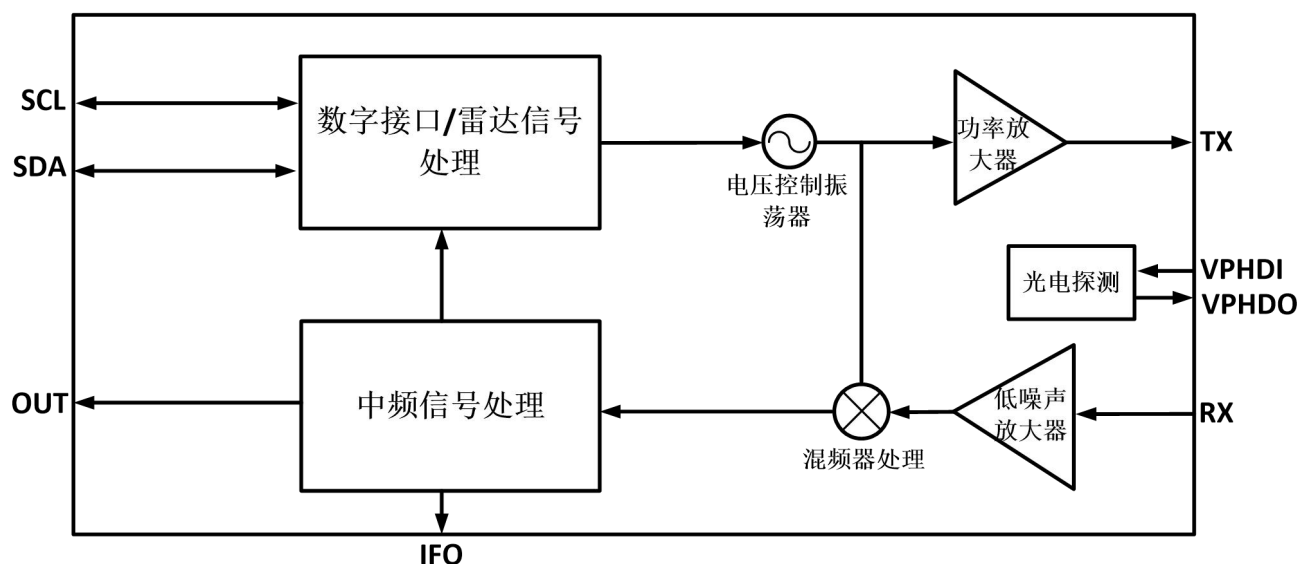 SCL
SDA
数字接口/雷达信号
处理
电压控制振
荡器
功率放
大器
TX
光电探测
VPHDI
VPHDO
OUT
中频信号处理
混频器处理
低噪声
放大器
RX
IFO